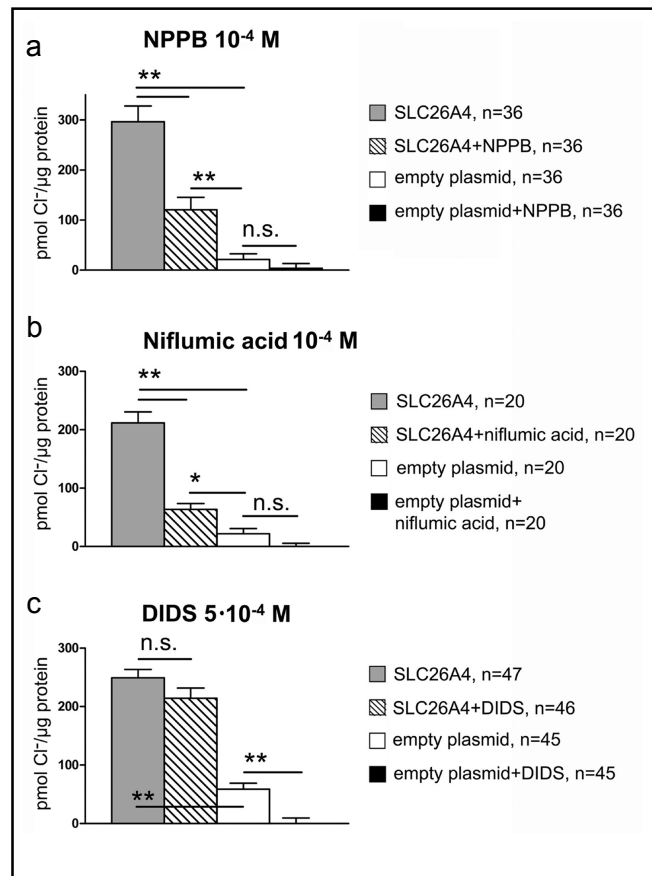 a
NPPB 10⁻⁴ M
pmol Cl⁻/µg protein
300
200
100
0
**
**
n.s.
SLC26A4, n=36
SLC26A4+NPPB, n=36
empty plasmid, n=36
empty plasmid+NPPB, n=36
b
Niflumic acid 10⁻⁴ M
pmol Cl⁻/µg protein
300
200
100
0
**
*
n.s.
SLC26A4, n=20
SLC26A4+niflumic acid, n=20
empty plasmid, n=20
empty plasmid+
niflumic acid, n=20
c
DIDS 5·10⁻⁴ M
pmol Cl⁻/µg protein
300
200
100
0
n.s.
**
**
SLC26A4, n=47
SLC26A4+DIDS, n=46
empty plasmid, n=45
empty plasmid+DIDS, n=45